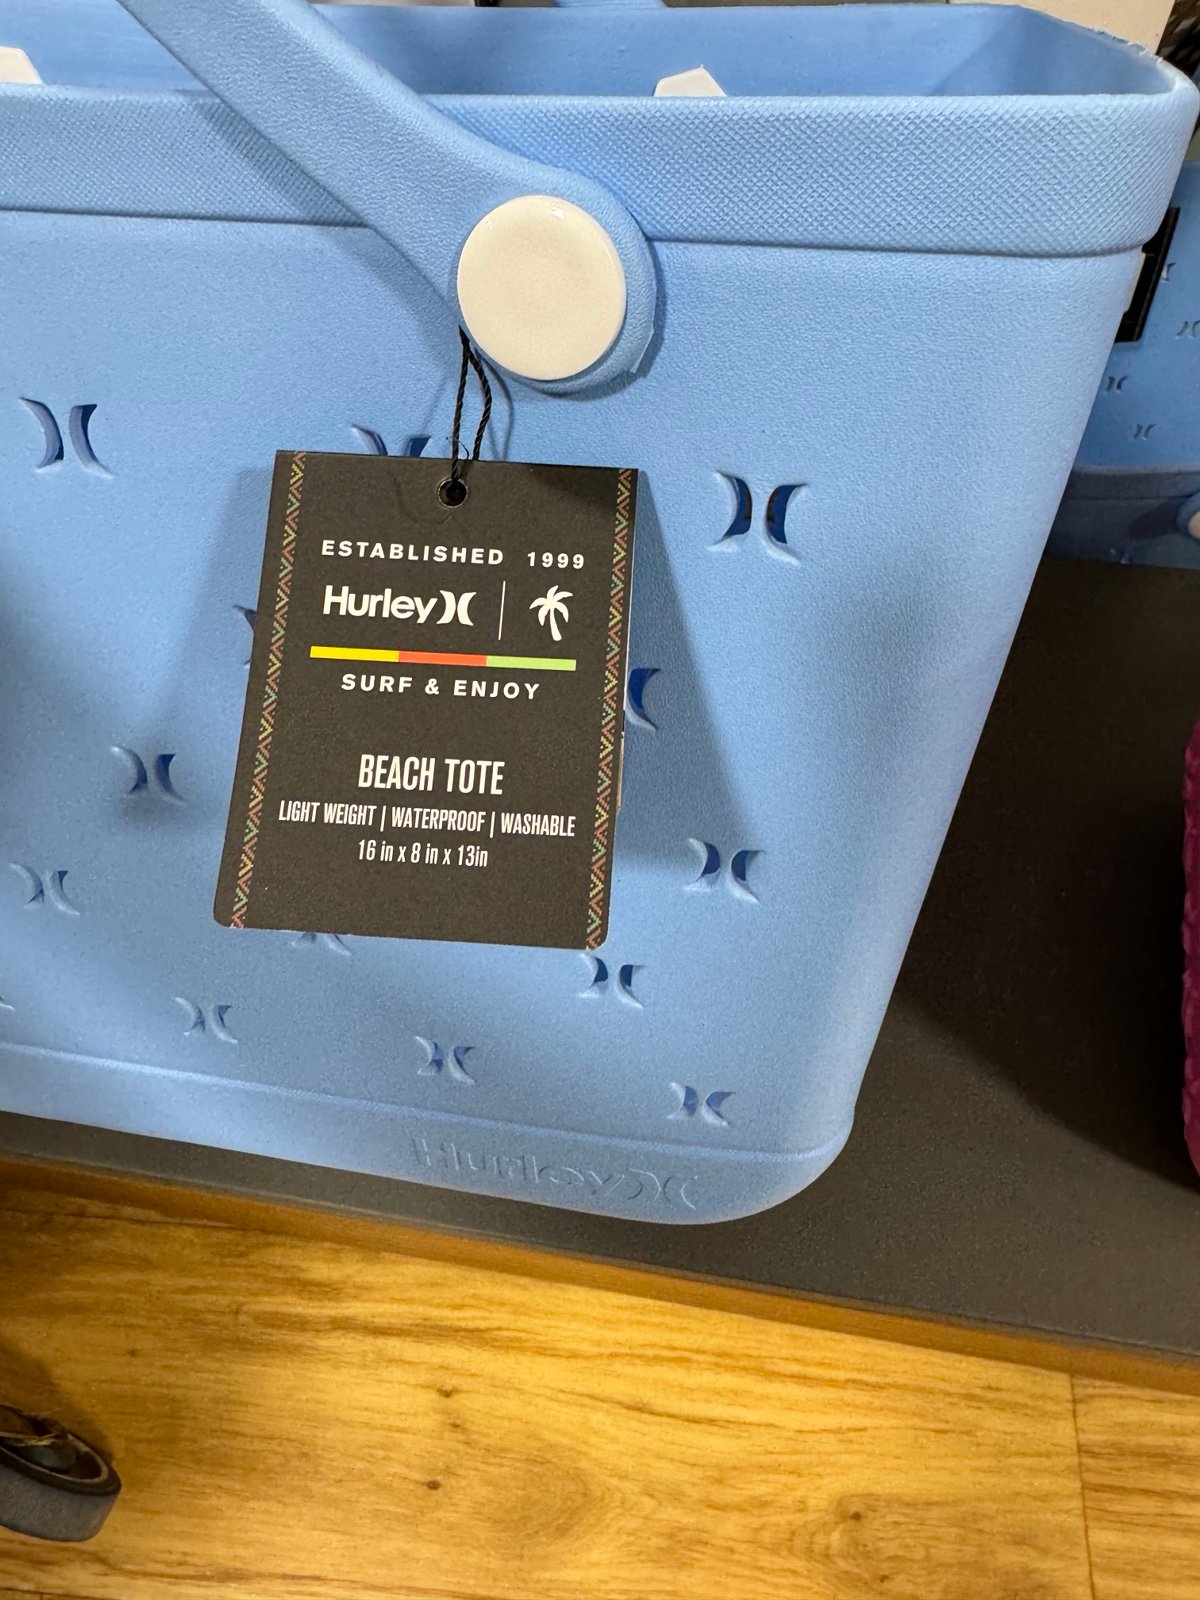 ESTABLISHED 1999
Hurley
SURF & ENJOY
BEACH TOTE
LIGHT WEIGHT | WATERPROOF | WASHABLE
16 in x 8 in x 13in
Hurley